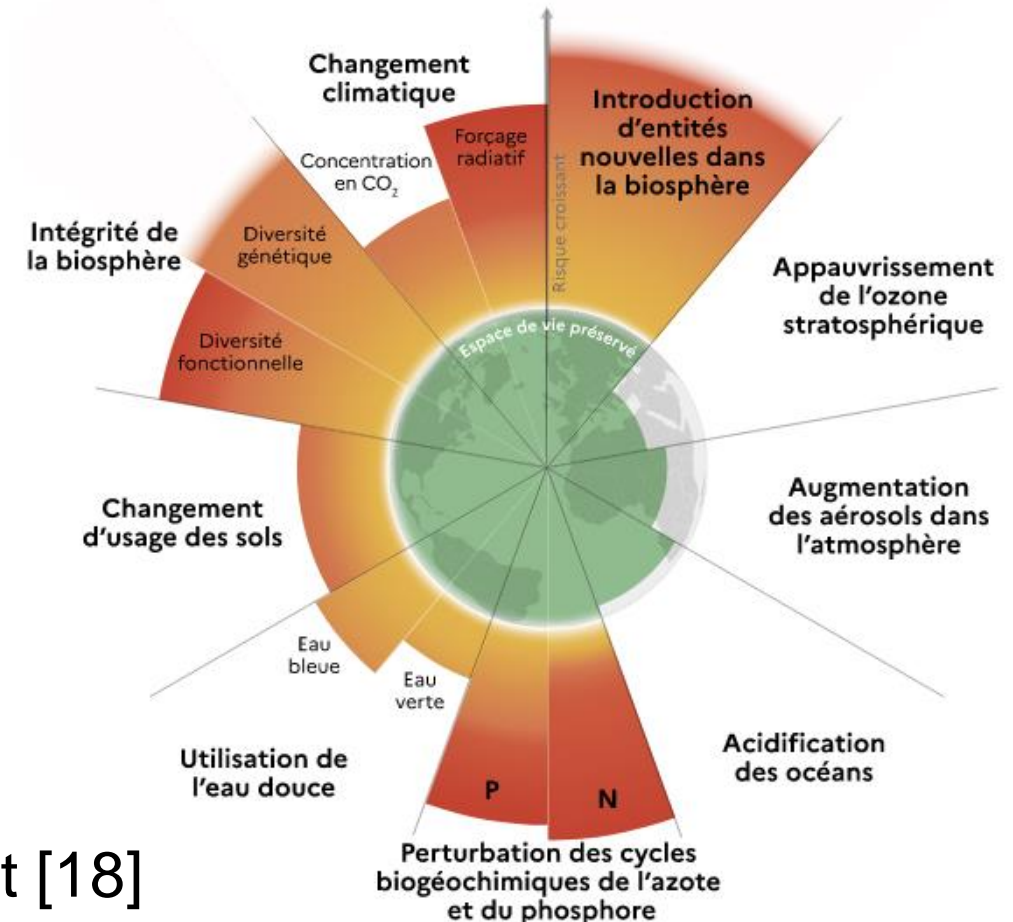 Changement
climatique
Introduction
d'entités
nouvelles dans
la biosphère
Forçage
radiatif
Concentration
en CO₂
Risque croissant
Intégrité de
la biosphère
Diversité
génétique
Diversité
fonctionnelle
Appauvrissement
de l'ozone
stratosphérique
Espace de vie préservé
Changement
d'usage des sols
Augmentation
des aérosols dans
l'atmosphère
Eau
bleue
Eau
verte
Utilisation de
l'eau douce
Acidification
des océans
P
N
Perturbation des cycles
biogéochimiques de l'azote
et du phosphore
t [18]